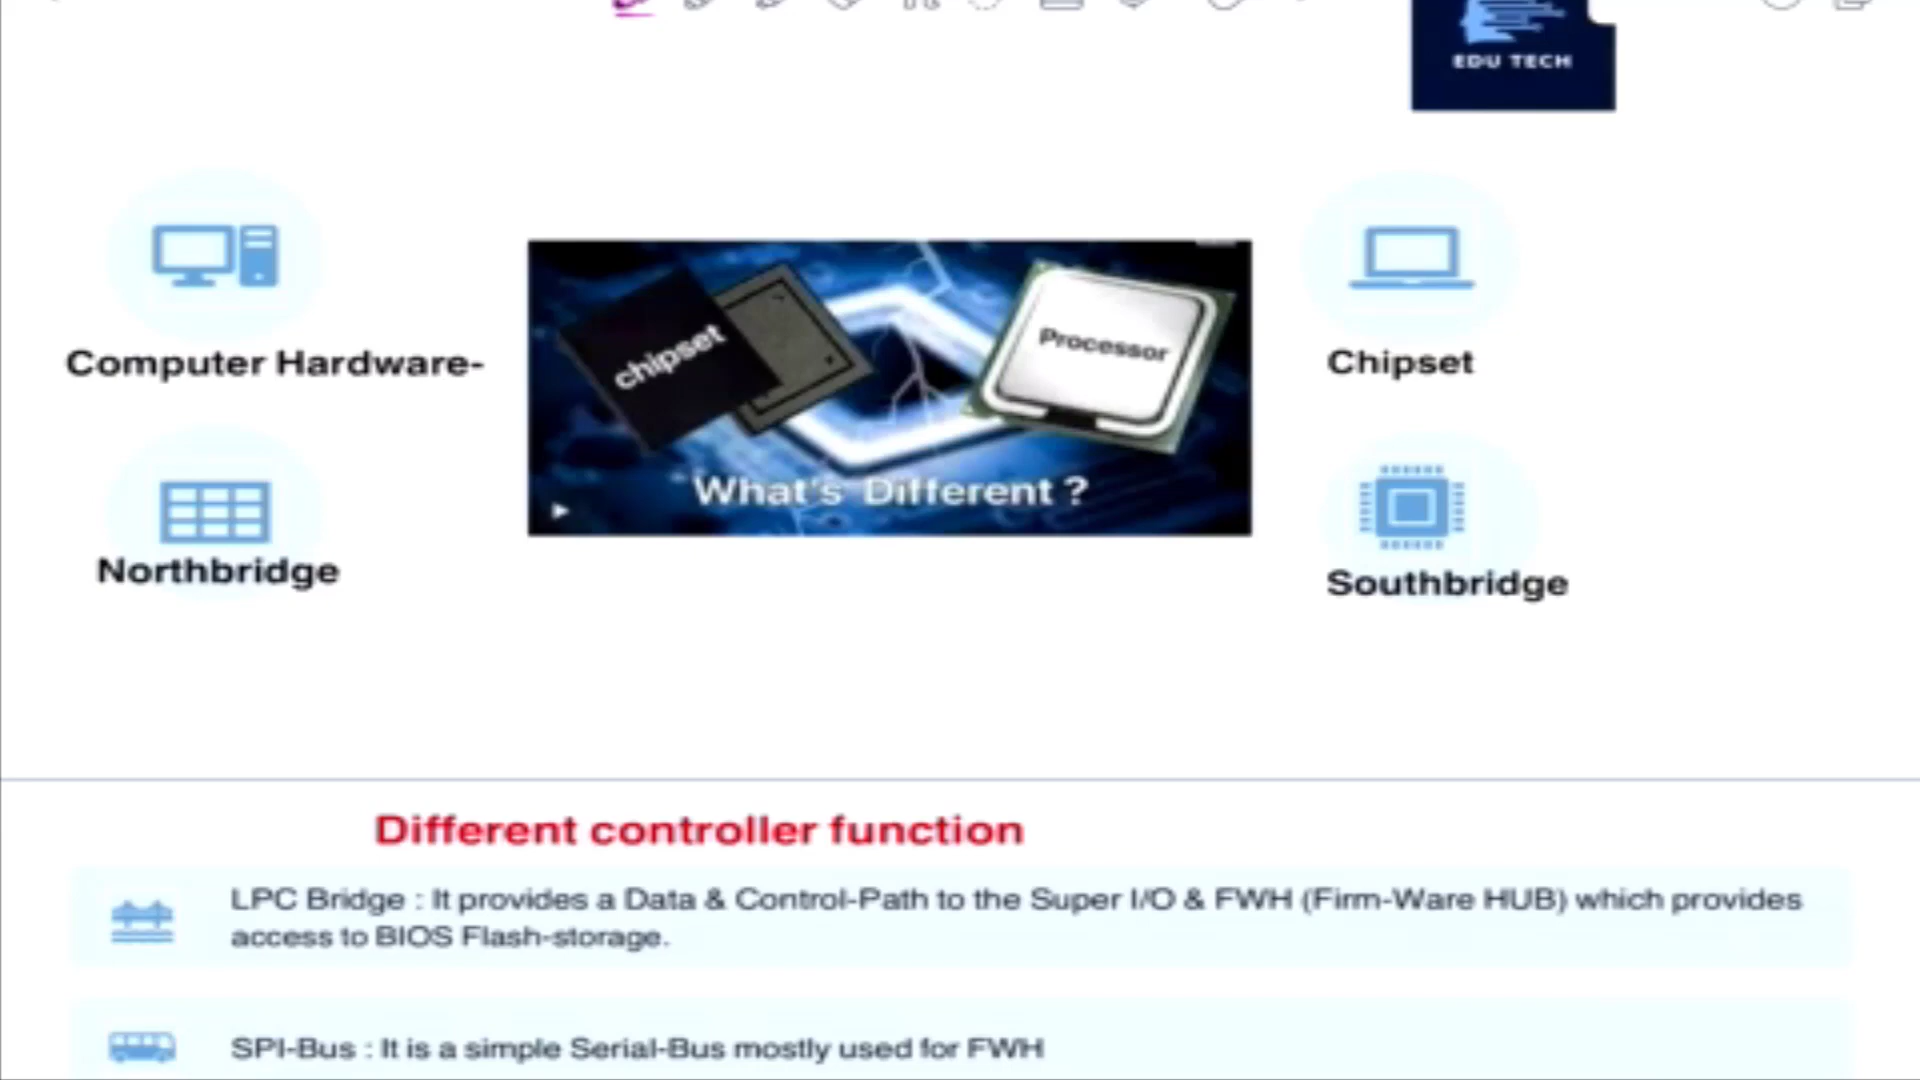 EDU TECH
Computer Hardware-
chipset
Processor
What's Different ?
Chipset
Northbridge
Southbridge
Different controller function
LPC Bridge : It provides a Data & Control-Path to the Super I/O & FWH (Firm-Ware HUB) which provides
access to BIOS Flash-storage.
SPI-Bus : It is a simple Serial-Bus mostly used for FWH